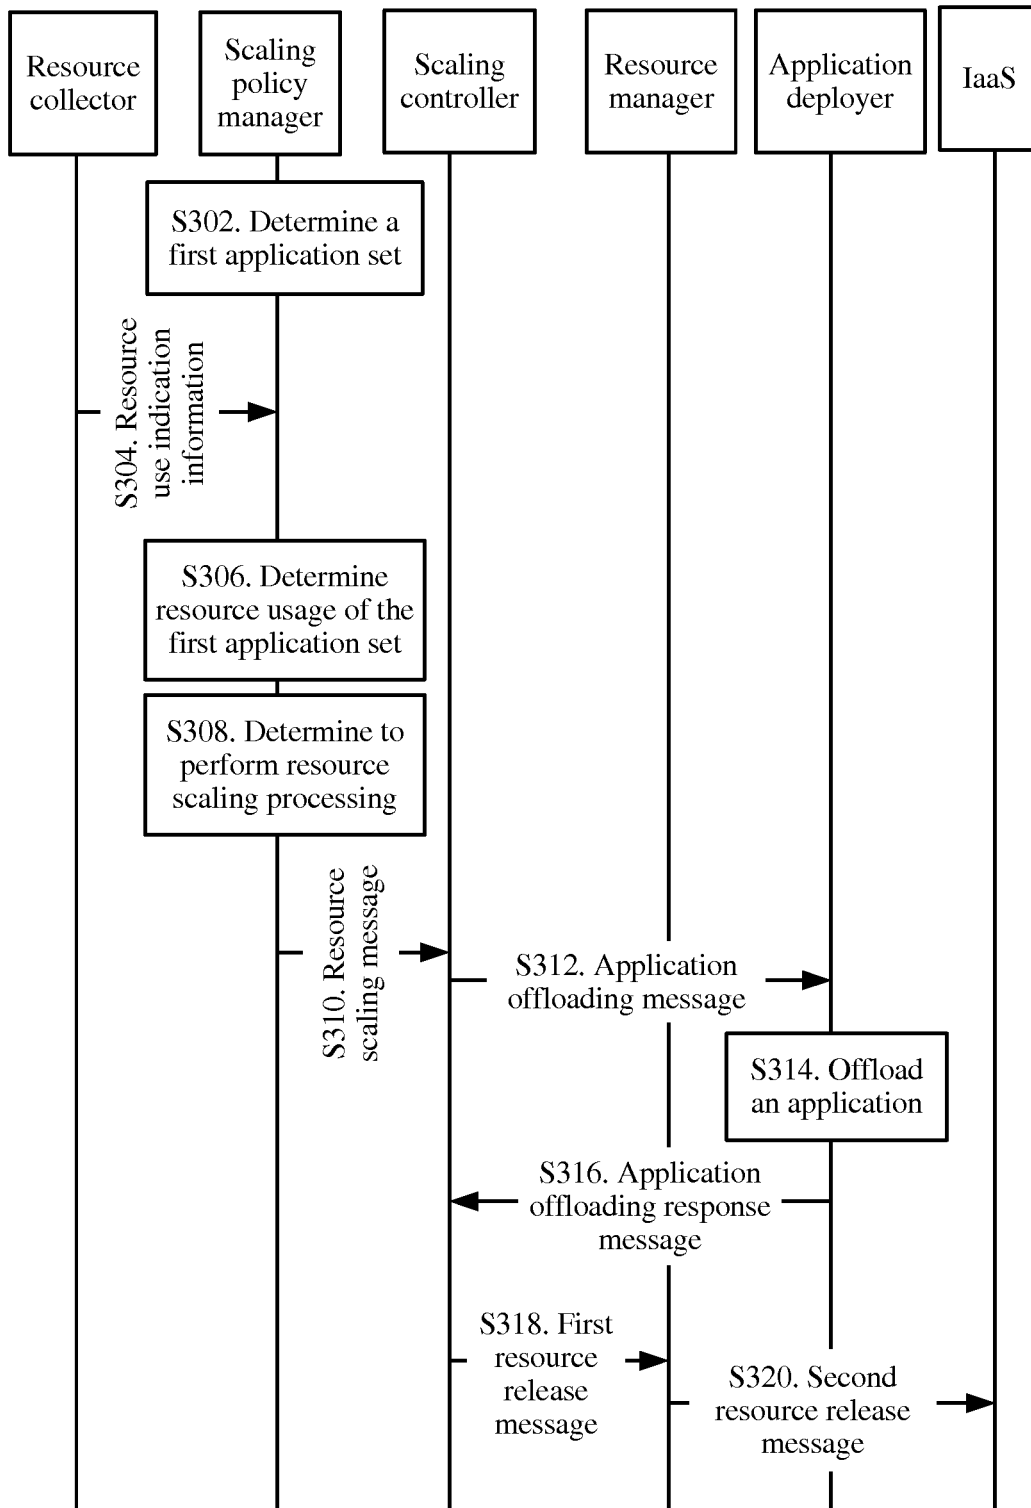 Resource
collector
Scaling
policy
manager
Scaling
controller
Resource
manager
Application
deployer
IaaS
S302. Determine a
first application set
S304. Resource
use indication
information
S306. Determine
resource usage of the
first application set
S308. Determine to
perform resource
scaling processing
S310. Resource
scaling message
S312. Application
offloading message
S314. Offload
an application
S316. Application
offloading response
message
S318. First
resource
release
message
S320. Second
resource release
message